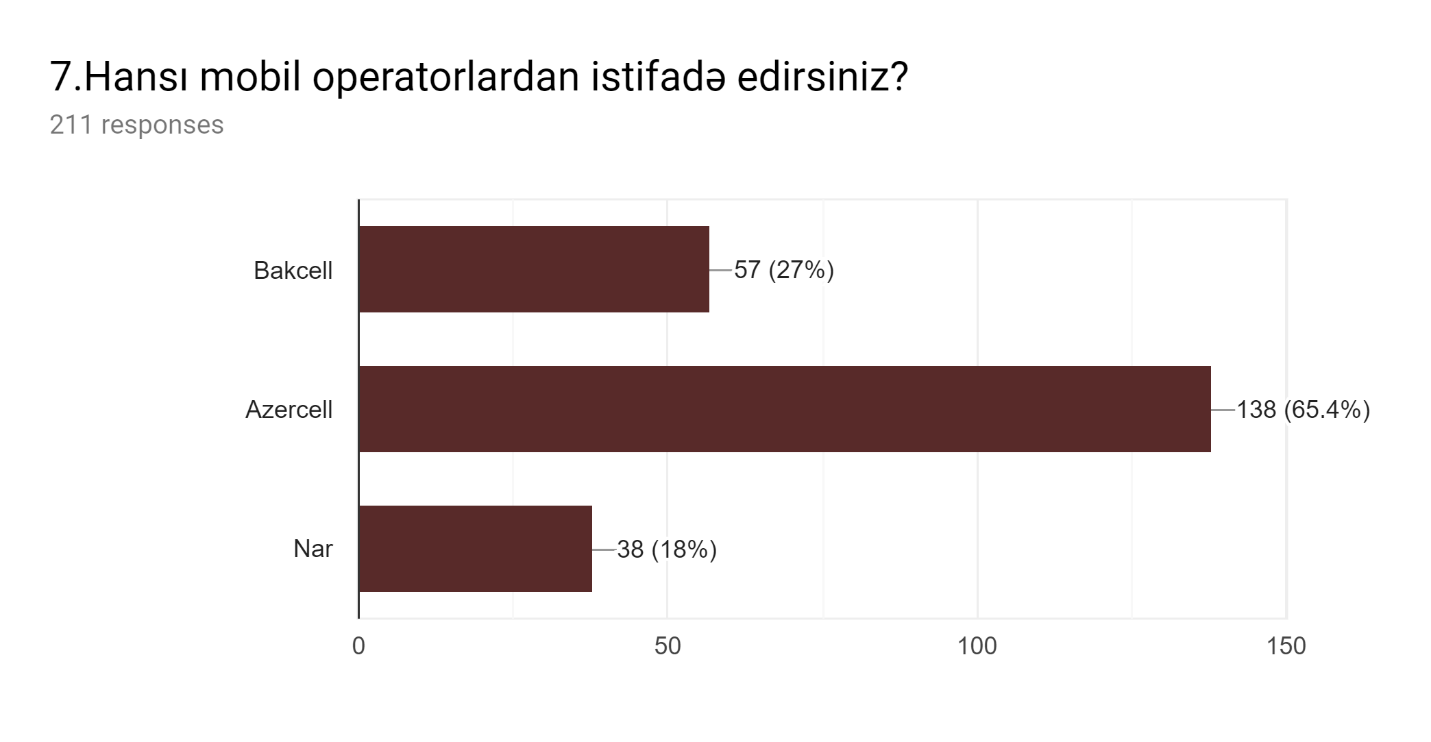 7.Hansı mobil operatorlardan istifadə edirsiniz?
211 responses
Bakcell
57 (27%)
Azercell
138 (65.4%)
Nar
38 (18%)
0
50
100
150